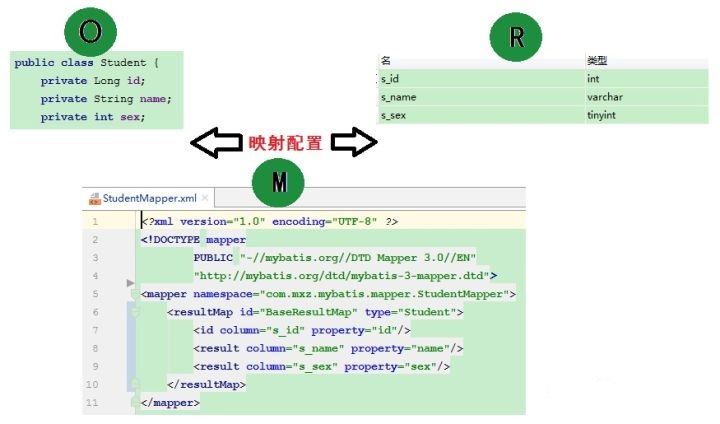 O
public class Student {
private Long id;
private String name;
private int sex;
R
名 类型
s_id int
s_name varchar
s_sex tinyint
映射配置
M
StudentMapper.xml ×
1 <?xml version="1.0" encoding="UTF-8" ?>
2 <!DOCTYPE mapper
3 PUBLIC "-//mybatis.org//DTD Mapper 3.0//EN"
4 "http://mybatis.org/dtd/mybatis-3-mapper.dtd">
5 <mapper namespace="com.mxz.mybatis.mapper.StudentMapper">
6 <resultMap id="BaseResultMap" type="Student">
7 <id column="s_id" property="id"/>
8 <result column="s_name" property="name"/>
9 <result column="s_sex" property="sex"/>
10 </resultMap>
11 </mapper>